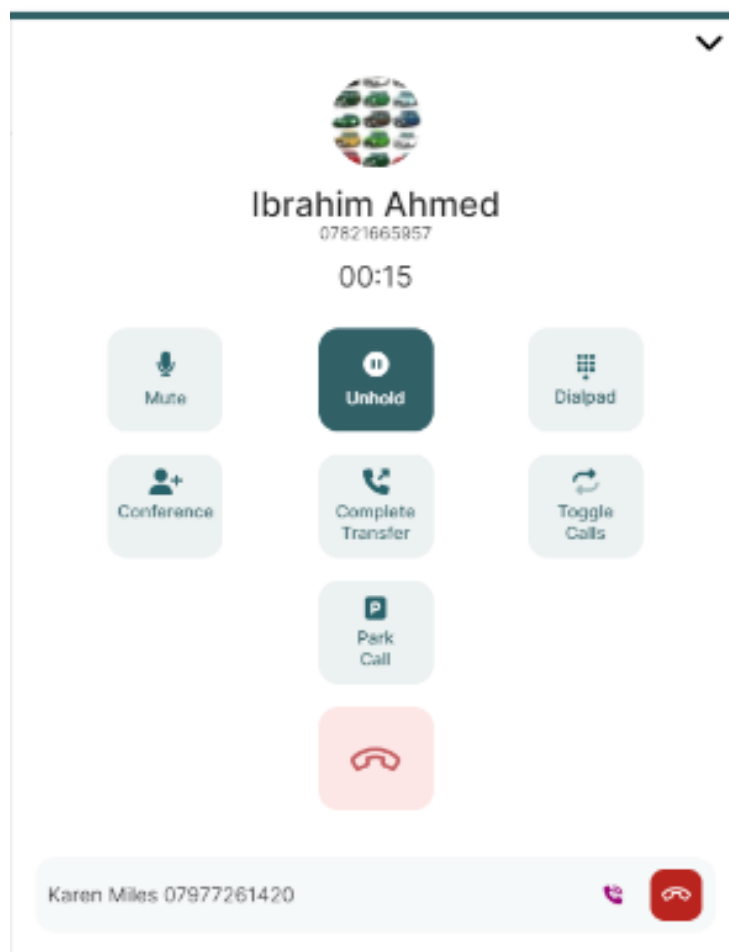 Ibrahim Ahmed
07821665957
00:15
Mute
Unhold
Dialpad
Conference
Complete
Transfer
Toggle
Calls
P
Park
Call
Karen Miles 07977261420